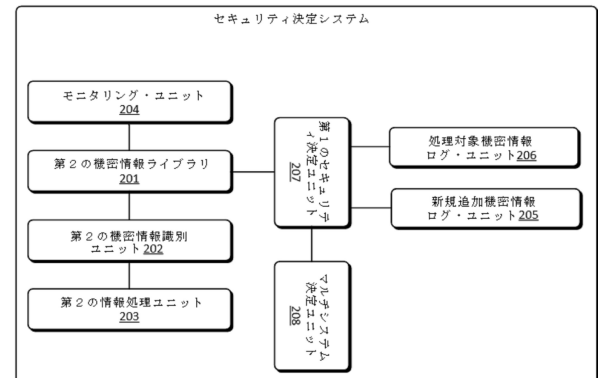 セキュリティ決定システム
モニタリング・ユニット
204
第2の機密情報ライブラリ
201
第2の機密情報識別
ユニット202
第2の情報処理ユニット
203
第1のセキュリテ
ィ決定ユニット
207
マルチシステム
決定ユニット
208
処理対象機密情報
ログ・ユニット206
新規追加機密情報
ログ・ユニット205